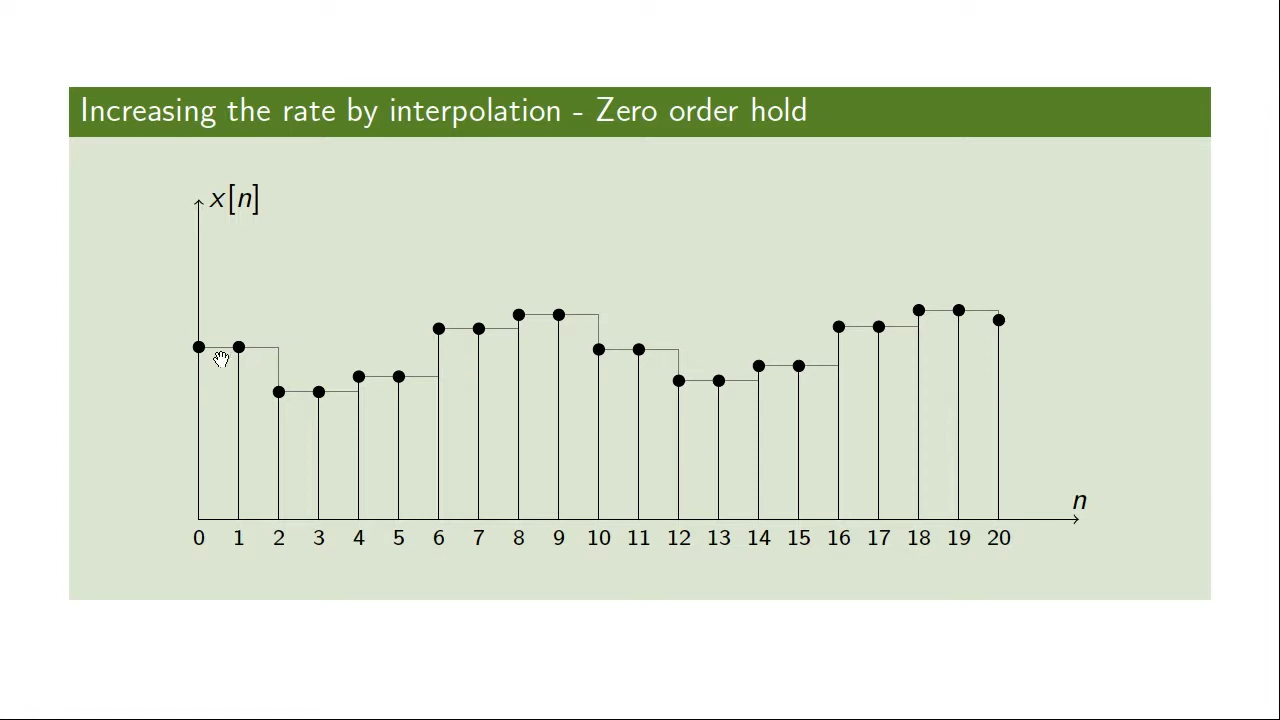 Increasing the rate by interpolation - Zero order hold
x[n]
n
0 1 2 3 4 5 6 7 8 9 10 11 12 13 14 15 16 17 18 19 20